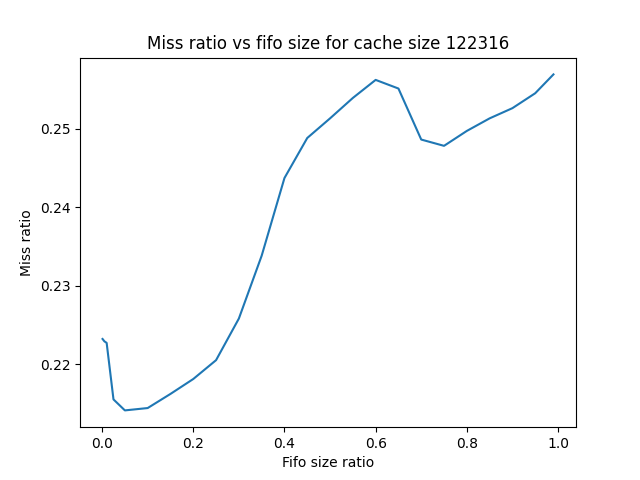 Miss ratio vs fifo size for cache size 122316
0.25
0.24
0.23
0.22
Miss ratio
0.0 0.2 0.4 0.6 0.8 1.0
Fifo size ratio